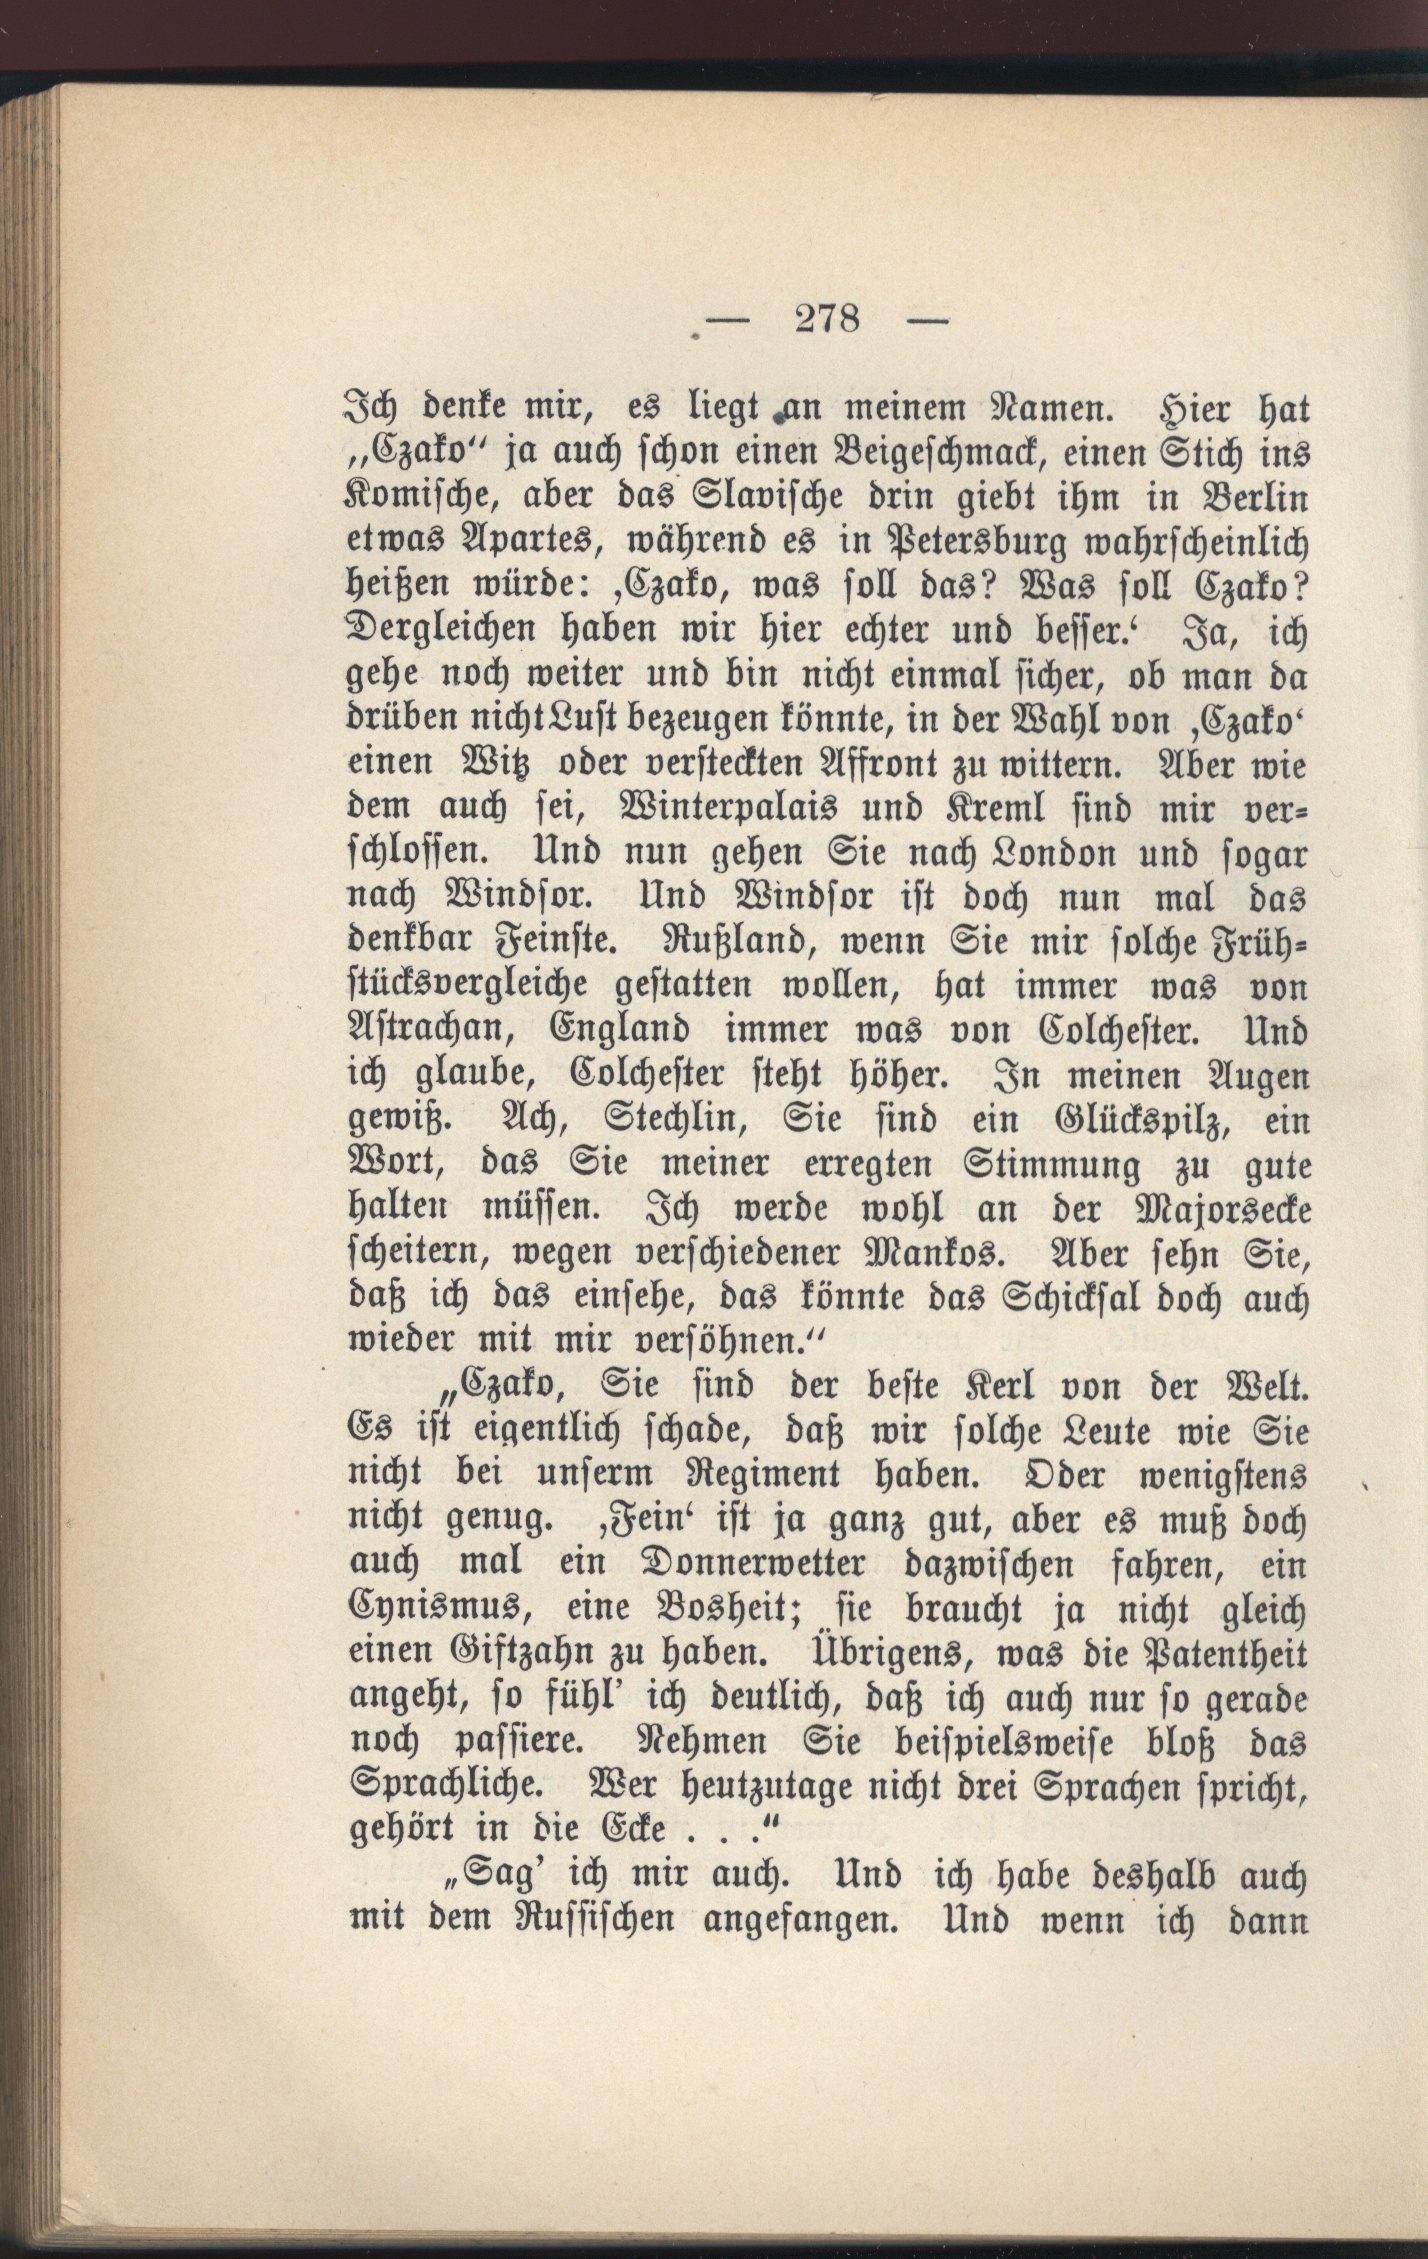 — 278 —
Ich denke mir, es liegt an meinem Namen. Hier hat
„Czako“ ja auch schon einen Beigeschmack, einen Stich ins
Komische, aber das Slavische drin giebt ihm in Berlin
etwas Apartes, während es in Petersburg wahrscheinlich
heißen würde: ‚Czako, was soll das? Was soll Czako?
Dergleichen haben wir hier echter und besser.‘ Ja, ich
gehe noch weiter und bin nicht einmal sicher, ob man da
drüben nicht Lust bezeugen könnte, in der Wahl von ‚Czako‘
einen Witz oder versteckten Affront zu wittern. Aber wie
dem auch sei, Winterpalais und Kreml sind mir ver-
schlossen. Und nun gehen Sie nach London und sogar
nach Windsor. Und Windsor ist doch nun mal das
denkbar Feinste. Rußland, wenn Sie mir solche Früh-
stücksvergleiche gestatten wollen, hat immer was von
Astrachan, England immer was von Colchester. Und
ich glaube, Colchester steht höher. In meinen Augen
gewiß. Ach, Stechlin, Sie sind ein Glückspilz, ein
Wort, das Sie meiner erregten Stimmung zu gute
halten müssen. Ich werde wohl an der Majorsecke
scheitern, wegen verschiedener Mankos. Aber sehn Sie,
daß ich das einsehe, das könnte das Schicksal doch auch
wieder mit mir versöhnen.“
„Czako, Sie sind der beste Kerl von der Welt.
Es ist eigentlich schade, daß wir solche Leute wie Sie
nicht bei unserm Regiment haben. Oder wenigstens
nicht genug. ‚Fein‘ ist ja ganz gut, aber es muß doch
auch mal ein Donnerwetter dazwischen fahren, ein
Cynismus, eine Bosheit; sie braucht ja nicht gleich
einen Giftzahn zu haben. Übrigens, was die Patentheit
angeht, so fühl’ ich deutlich, daß ich auch nur so gerade
noch passiere. Nehmen Sie beispielsweise bloß das
Sprachliche. Wer heutzutage nicht drei Sprachen spricht,
gehört in die Ecke . . .“
„Sag’ ich mir auch. Und ich habe deshalb auch
mit dem Russischen angefangen. Und wenn ich dann